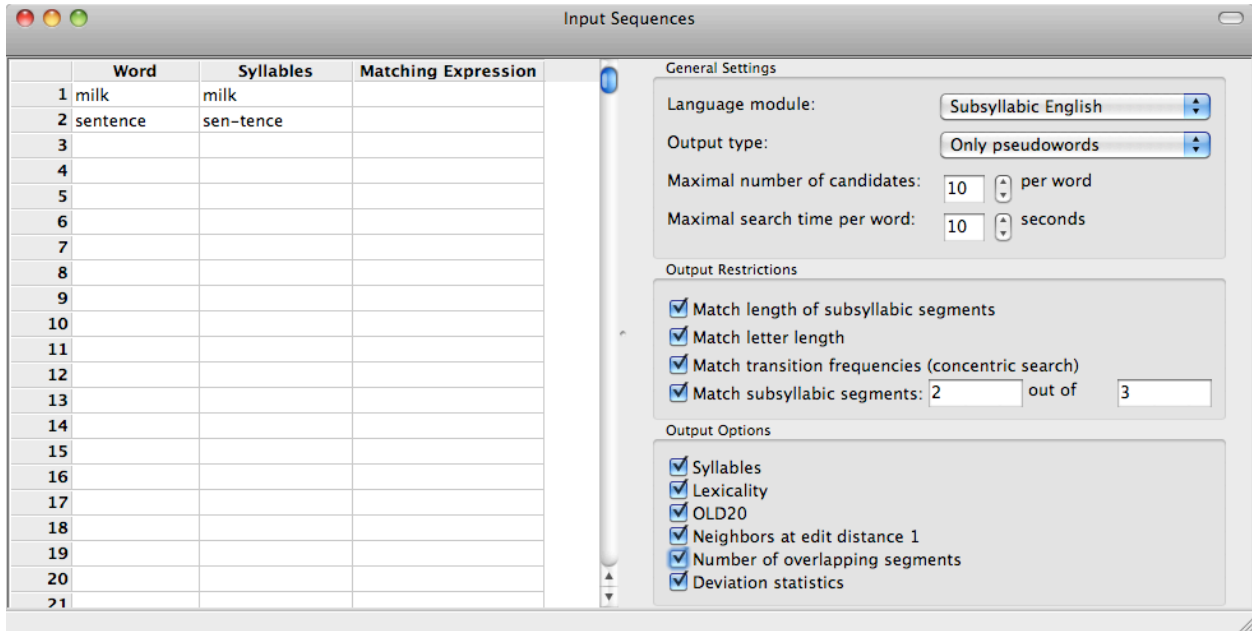 Input Sequences
Word Syllables Matching Expression
1 milk milk
2 sentence sen-tence
3
4
5
6
7
8
9
10
11
12
13
14
15
16
17
18
19
20
21
General Settings
Language module: Subsyllabic English
Output type: Only pseudowords
Maximal number of candidates: 10 per word
Maximal search time per word: 10 seconds
Output Restrictions
Match length of subsyllabic segments
Match letter length
Match transition frequencies (concentric search)
Match subsyllabic segments: 2 out of 3
Output Options
Syllables
Lexicality
OLD20
Neighbors at edit distance 1
Number of overlapping segments
Deviation statistics